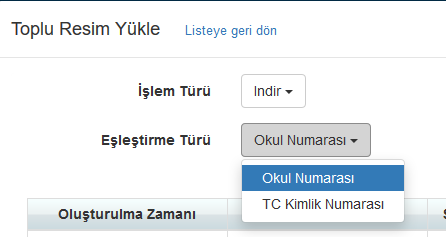 Toplu Resim Yükle Listeye geri dön
İşlem Türü Indir
Eşleştirme Türü Okul Numarası
Okul Numarası
TC Kimlik Numarası
Oluşturulma Zamanı